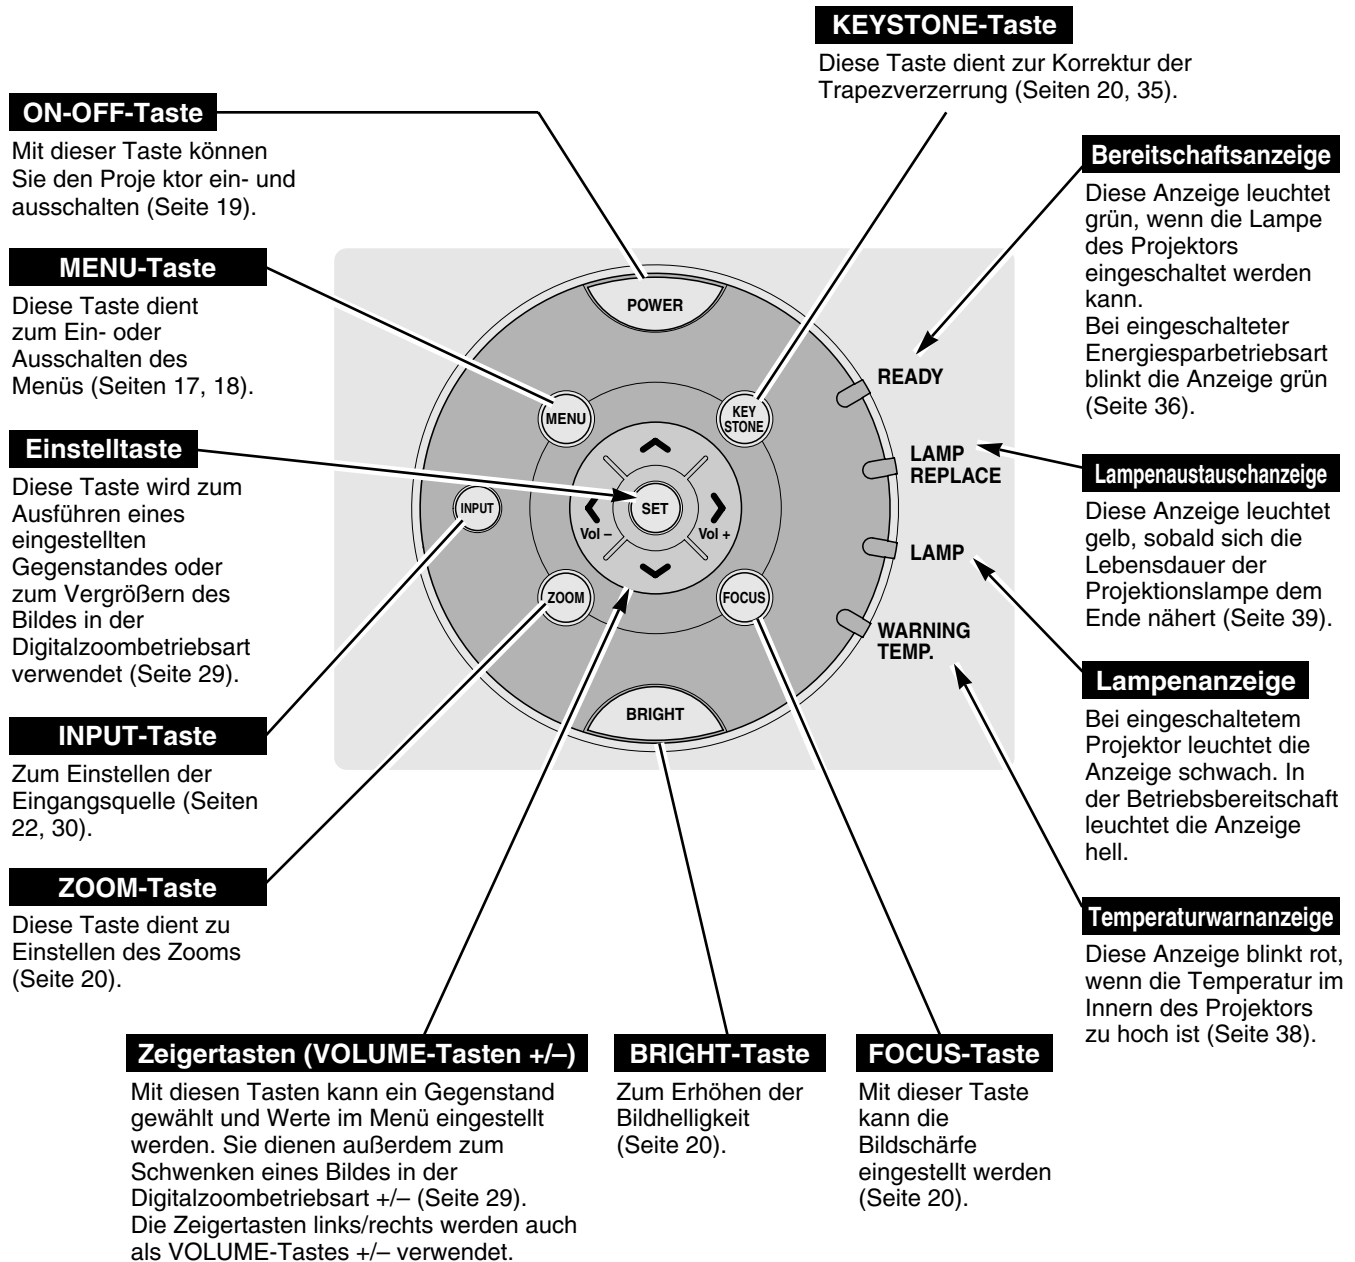 KEYSTONE-Taste
Diese Taste dient zur Korrektur der
Trapezverzerrung (Seiten 20, 35).
ON-OFF-Taste
Mit dieser Taste können
Sie den Proje ktor ein- und
ausschalten (Seite 19).
MENU-Taste
Diese Taste dient
zum Ein- oder
Ausschalten des
Menüs (Seiten 17, 18).
Einstelltaste
Diese Taste wird zum
Ausführen eines
eingestellten
Gegenstandes oder
zum Vergrößern des
Bildes in der
Digitalzoombetriebsart
verwendet (Seite 29).
INPUT-Taste
Zum Einstellen der
Eingangsquelle (Seiten
22, 30).
ZOOM-Taste
Diese Taste dient zu
Einstellen des Zooms
(Seite 20).
POWER
MENU
KEY
STONE
INPUT
SET
Vol –
Vol +
ZOOM
FOCUS
BRIGHT
READY
LAMP
REPLACE
LAMP
WARNING
TEMP.
Bereitschaftsanzeige
Diese Anzeige leuchtet
grün, wenn die Lampe
des Projektors
eingeschaltet werden
kann.
Bei eingeschalteter
Energiesparbetriebsart
blinkt die Anzeige grün
(Seite 36).
Lampenaustauschanzeige
Diese Anzeige leuchtet
gelb, sobald sich die
Lebensdauer der
Projektionslampe dem
Ende nähert (Seite 39).
Lampenanzeige
Bei eingeschaltetem
Projektor leuchtet die
Anzeige schwach. In
der Betriebsbereitschaft
leuchtet die Anzeige
hell.
Temperaturwarnanzeige
Diese Anzeige blinkt rot,
wenn die Temperatur im
Innern des Projektors
zu hoch ist (Seite 38).
Zeigertasten (VOLUME-Tasten +/–)
Mit diesen Tasten kann ein Gegenstand
gewählt und Werte im Menü eingestellt
werden. Sie dienen außerdem zum
Schwenken eines Bildes in der
Digitalzoombetriebsart +/– (Seite 29).
Die Zeigertasten links/rechts werden auch
als VOLUME-Tastes +/– verwendet.
BRIGHT-Taste
Zum Erhöhen der
Bildhelligkeit
(Seite 20).
FOCUS-Taste
Mit dieser Taste
kann die
Bildschärfe
eingestellt werden
(Seite 20).